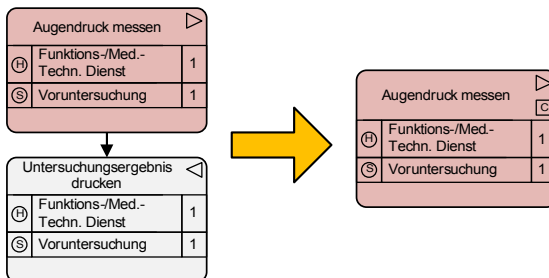 Augendruck messen
H Funktions-/Med.-
Techn. Dienst 1
S Voruntersuchung 1
Untersuchungsergebnis
drucken
H Funktions-/Med.-
Techn. Dienst 1
S Voruntersuchung 1
Augendruck messen
C
H Funktions-/Med.-
Techn. Dienst 1
S Voruntersuchung 1